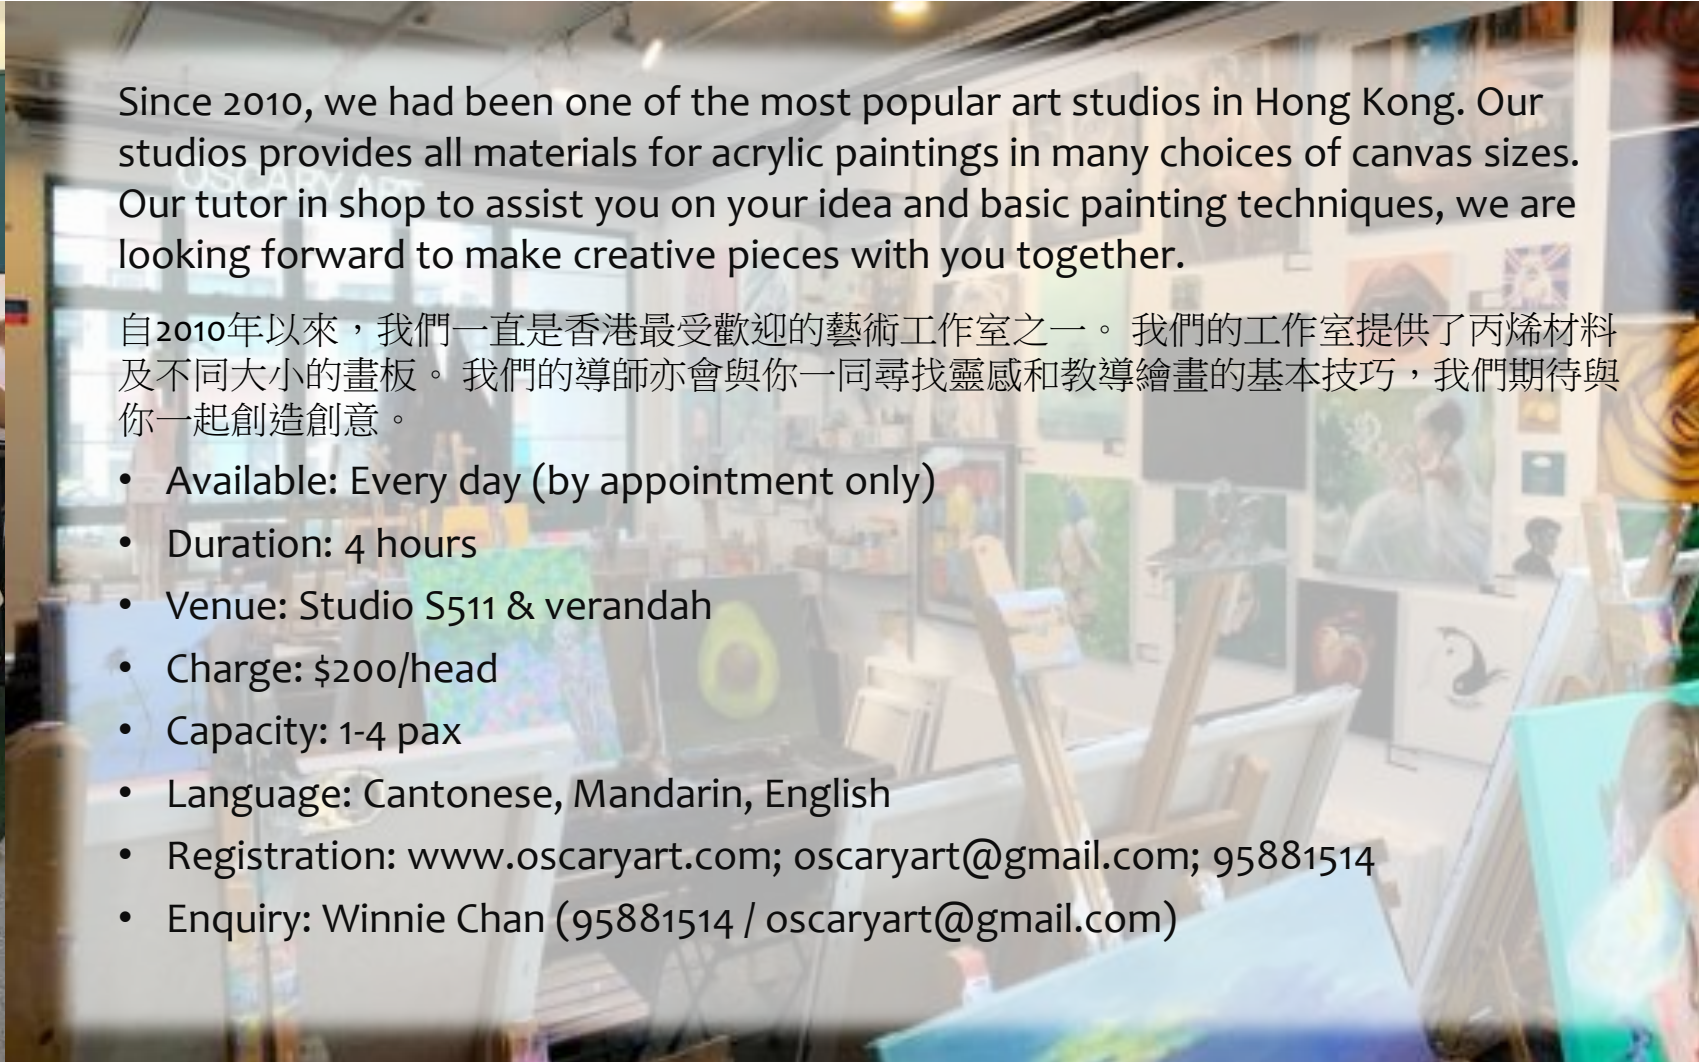 OSCARY ART
Since 2010, we had been one of the most popular art studios in Hong Kong. Our
studios provides all materials for acrylic paintings in many choices of canvas sizes.
Our tutor in shop to assist you on your idea and basic painting techniques, we are
looking forward to make creative pieces with you together.
自2010年以來，我們一直是香港最受歡迎的藝術工作室之一。 我們的工作室提供了丙烯材料
及不同大小的畫板。 我們的導師亦會與你一同尋找靈感和教導繪畫的基本技巧，我們期待與
你一起創造創意。
• Available: Every day (by appointment only)
• Duration: 4 hours
• Venue: Studio S511 & verandah
• Charge: $200/head
• Capacity: 1-4 pax
• Language: Cantonese, Mandarin, English
• Registration: www.oscaryart.com; oscaryart@gmail.com; 95881514
• Enquiry: Winnie Chan (95881514 / oscaryart@gmail.com)